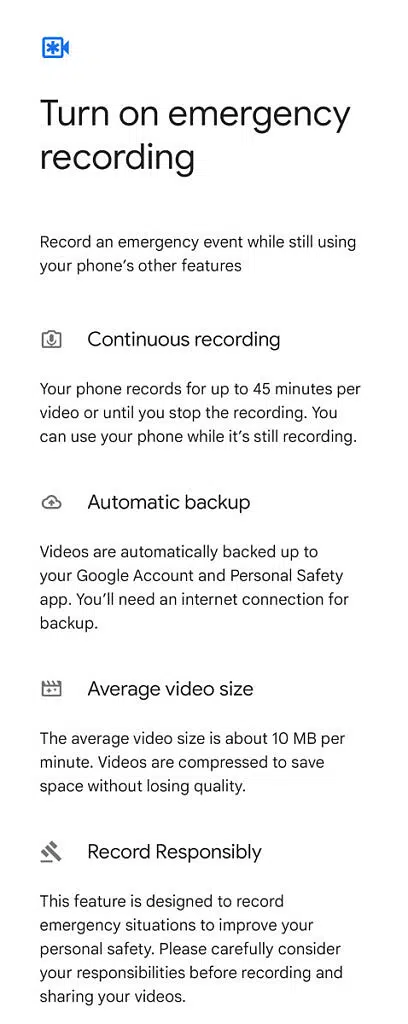 Turn on emergency
recording
Record an emergency event while still using
your phone’s other features
Continuous recording
Your phone records for up to 45 minutes per
video or until you stop the recording. You
can use your phone while it’s still recording.
Automatic backup
Videos are automatically backed up to
your Google Account and Personal Safety
app. You’ll need an internet connection for
backup.
Average video size
The average video size is about 10 MB per
minute. Videos are compressed to save
space without losing quality.
Record Responsibly
This feature is designed to record
emergency situations to improve your
personal safety. Please carefully consider
your responsibilities before recording and
sharing your videos.